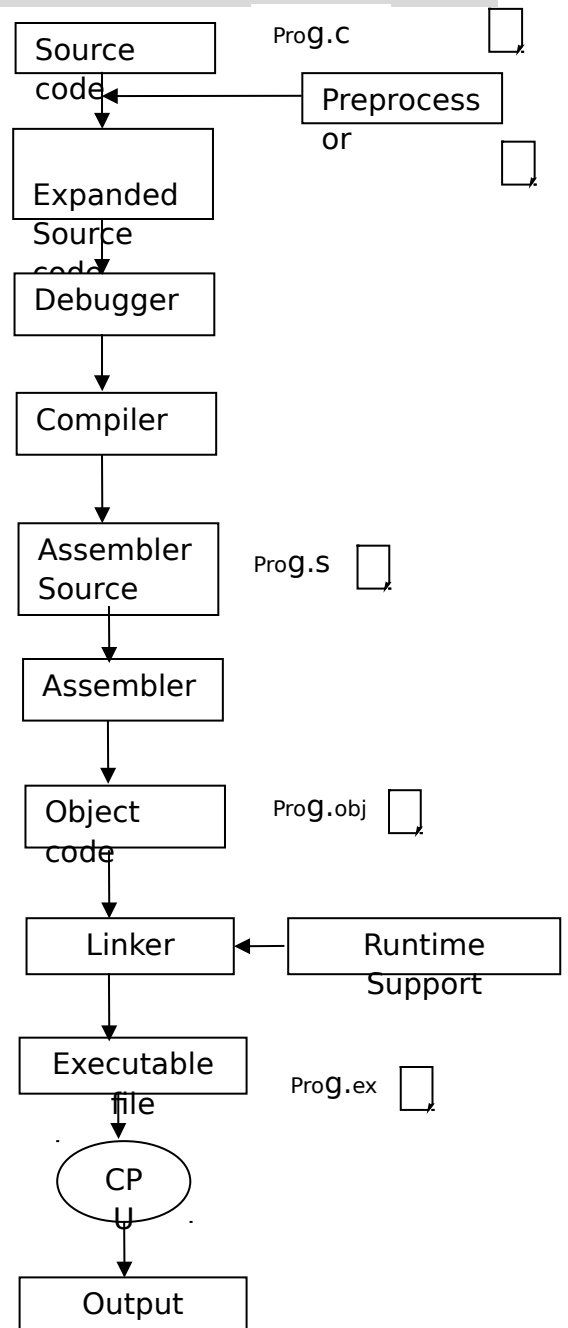 Source
code
Prog.c
Preprocess
or
Expanded
Source
code
Debugger
Compiler
Assembler
Source
Prog.s
Assembler
Object
code
Prog.obj
Linker
Runtime
Support
Executable
file
Prog.ex
CP
U
Output